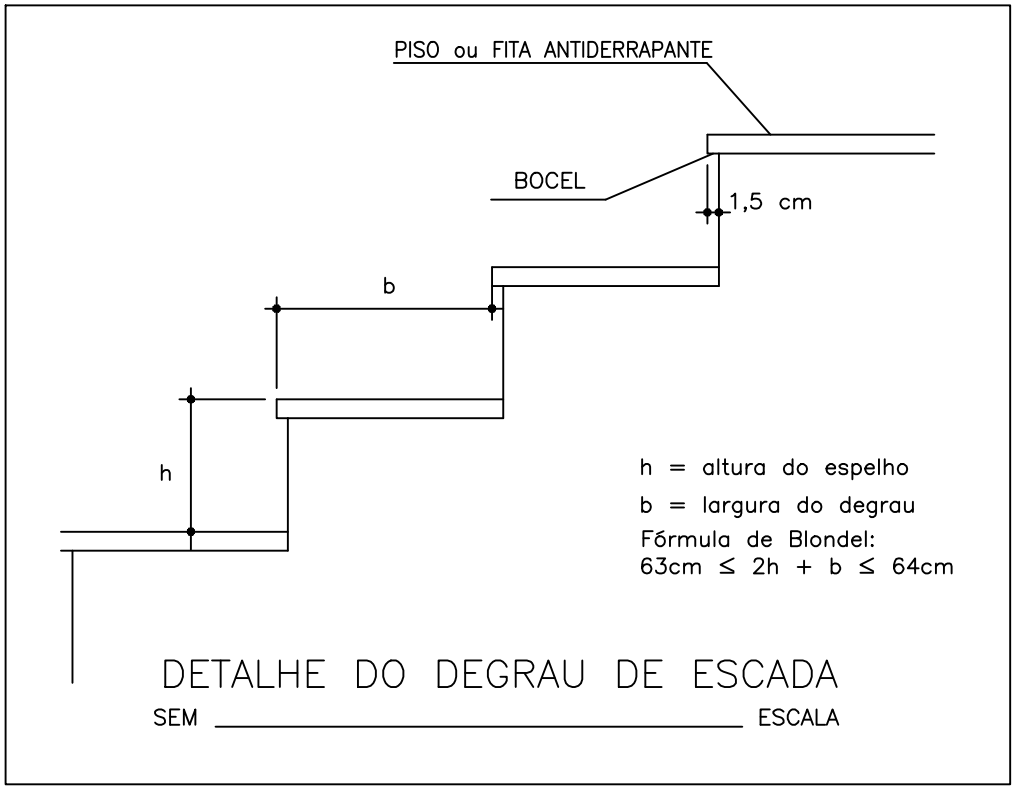 PISO ou FITA ANTIDERRAPANTE
BOCEL
1,5 cm
b
h
h = altura do espelho
b = largura do degrau
Fórmula de Blondel:
63cm ≤ 2h + b ≤ 64cm
DETALHE DO DEGRAU DE ESCADA
SEM ESCALA